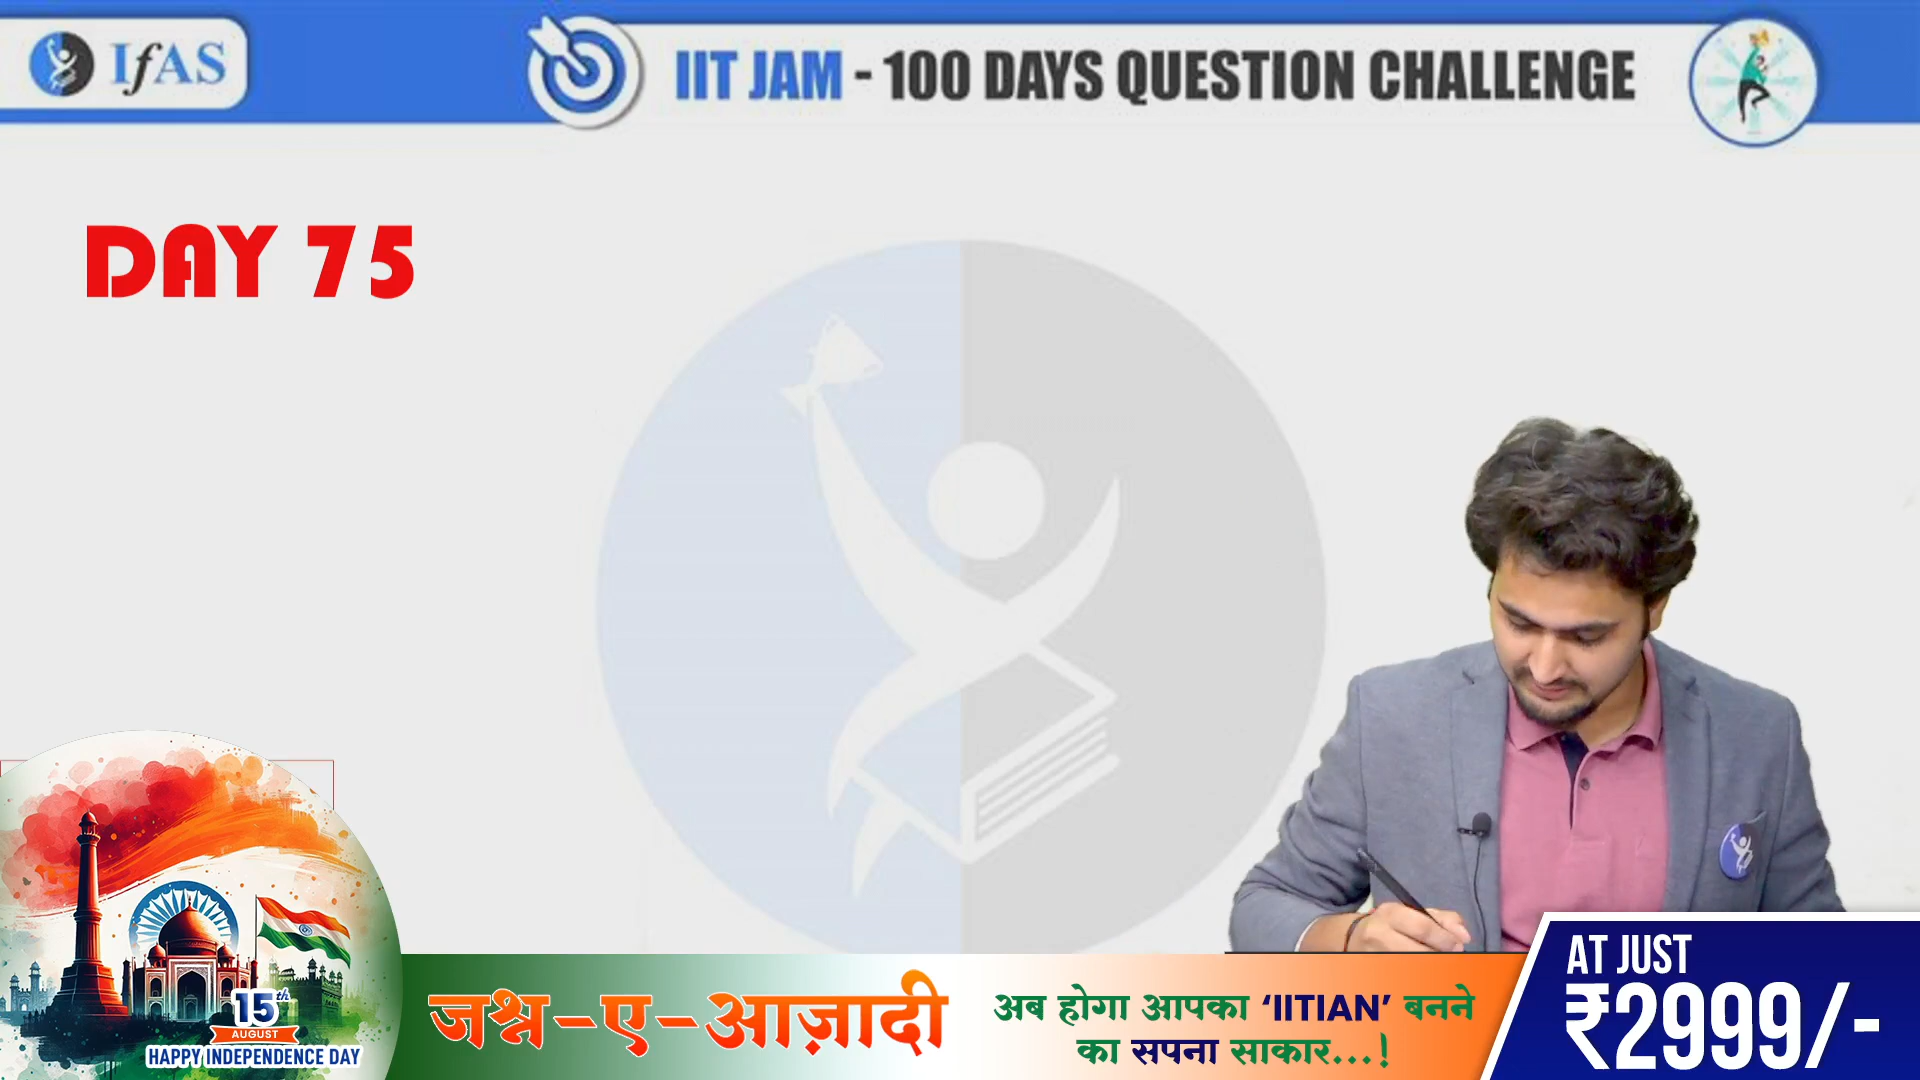 IfAS
IIT JAM - 100 DAYS QUESTION CHALLENGE
DAY 75
15th
AUGUST
HAPPY INDEPENDENCE DAY
जश्न-ए-आज़ादी
अब होगा आपका ‘IITIAN’ बनने
का सपना साकार...!
AT JUST
₹2999/-